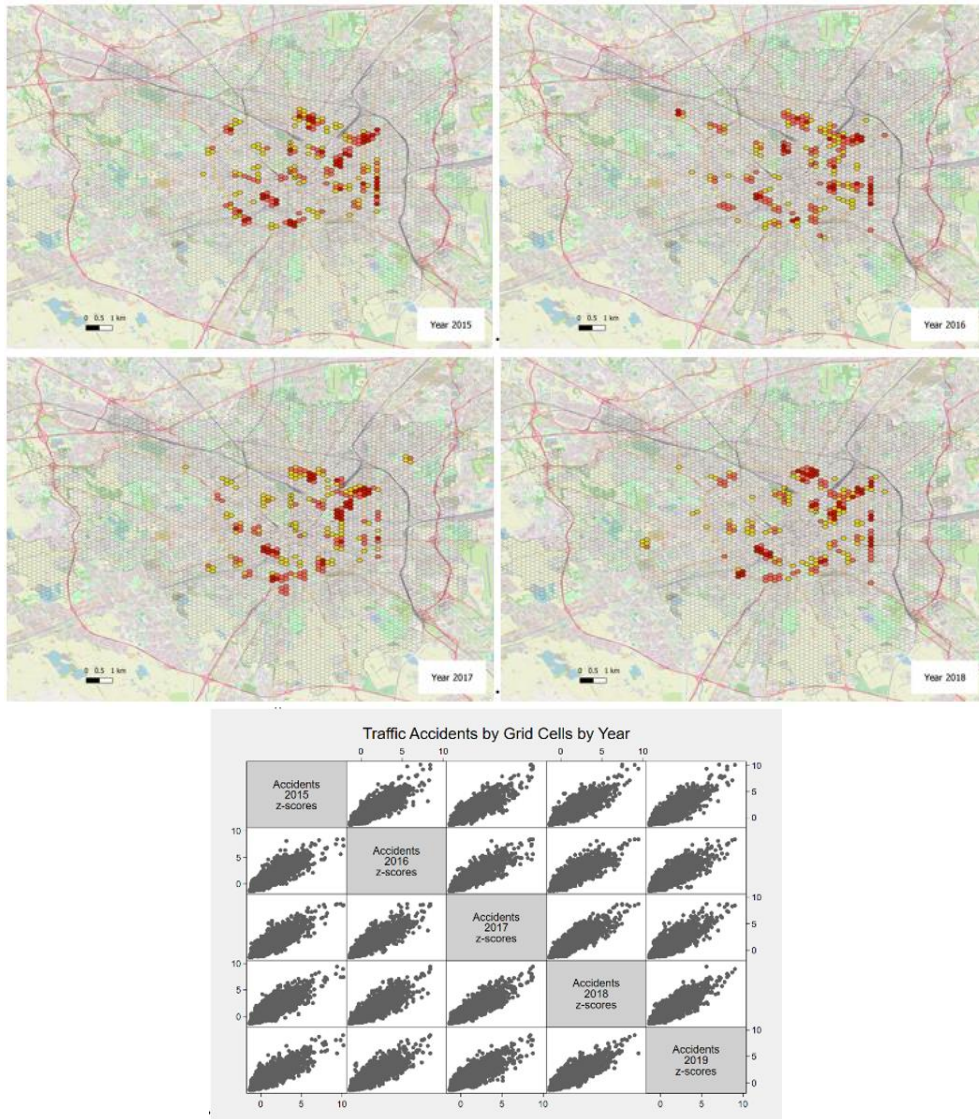 0 0.5 1 km
Year 2015
0 0.5 1 km
Year 2016
0 0.5 1 km
Year 2017
0 0.5 1 km
Year 2018
Traffic Accidents by Grid Cells by Year
0 5 10 0 5 10
Accidents
2015
z-scores
10
5
0
10
5
0
Accidents
2016
z-scores
Accidents
2017
z-scores
10
5
0
10
5
0
Accidents
2018
z-scores
Accidents
2019
z-scores
10
5
0
0 5 10 0 5 10 0 5 10